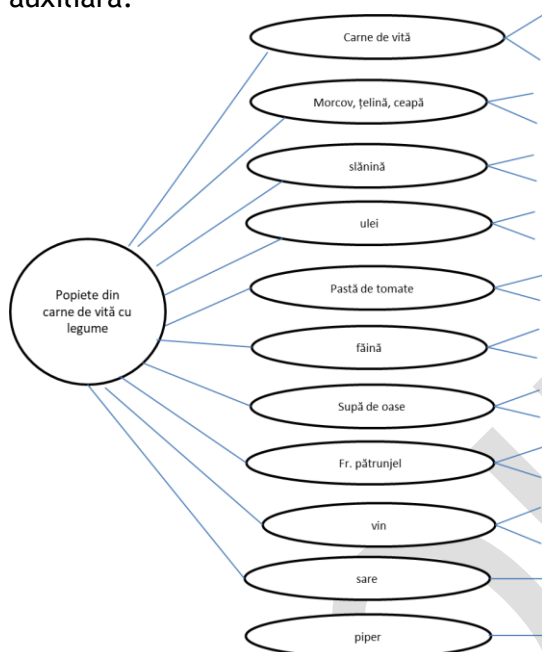 auxiliară:
Carne de vită
Morcov, țelină, ceapă
slănină
ulei
Popiete din
carne de vită cu
legume
Pastă de tomate
făină
Supă de oase
Fr. pătrunjel
vin
sare
piper